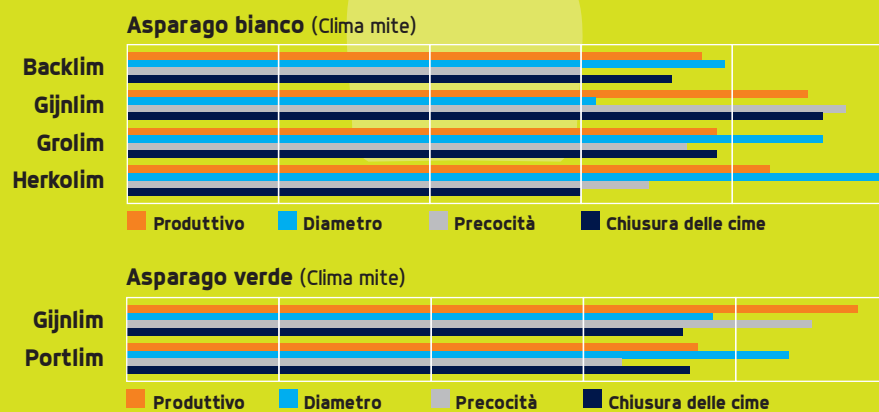 Asparago bianco (Clima mite)
Backlim
Gijnlim
Grolim
Herkolim
Produttivo Diametro Precocità Chiusura delle cime
Asparago verde (Clima mite)
Gijnlim
Portlim
Produttivo Diametro Precocità Chiusura delle cime